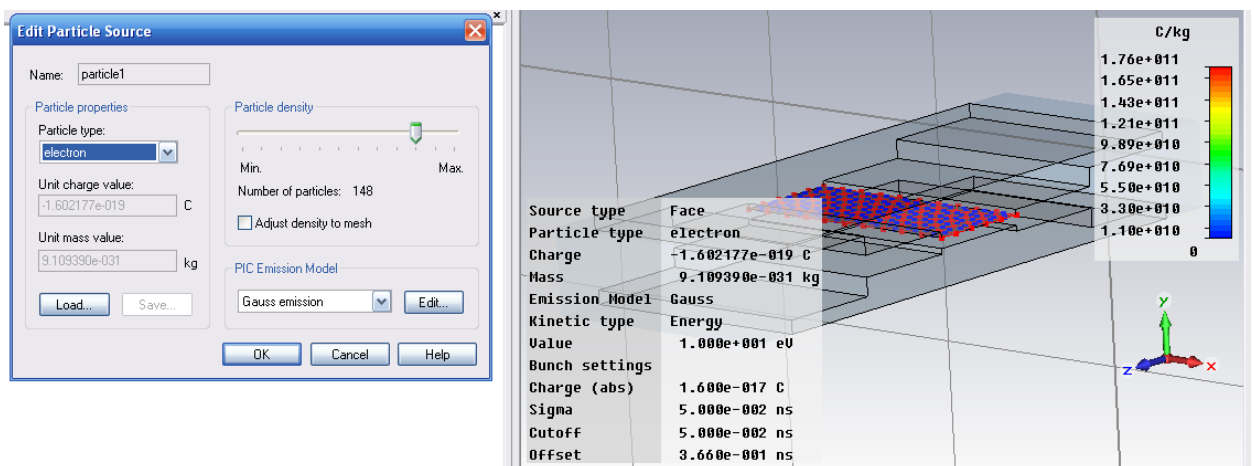 Edit Particle Source
Name: particle1
Particle properties
Particle type:
electron
Unit charge value:
-1.602177e-019 C
Unit mass value:
9.109390e-031 kg
Load... Save...
Particle density
Min. Max.
Number of particles: 148
Adjust density to mesh
PIC Emission Model
Gauss emission Edit...
OK Cancel Help
x
Source type Face
Particle type electron
Charge -1.602177e-019 C
Mass 9.109390e-031 kg
Emission Model Gauss
Kinetic type Energy
Value 1.000e+001 eV
Bunch settings
Charge (abs) 1.600e-017 C
Sigma 5.000e-002 ns
Cutoff 5.000e-002 ns
Offset 3.660e-001 ns
C/kg
1.76e+011
1.65e+011
1.43e+011
1.21e+011
9.89e+010
7.69e+010
5.50e+010
3.30e+010
1.10e+010
0
y
z
x